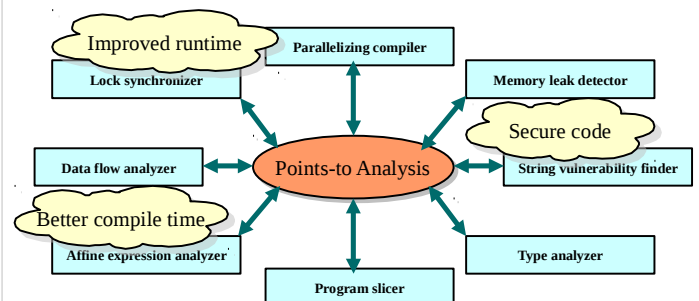 Improved runtime
Parallelizing compiler
Lock synchronizer
Memory leak detector
Secure code
Data flow analyzer
Points-to Analysis
String vulnerability finder
Better compile time
Affine expression analyzer
Type analyzer
Program slicer